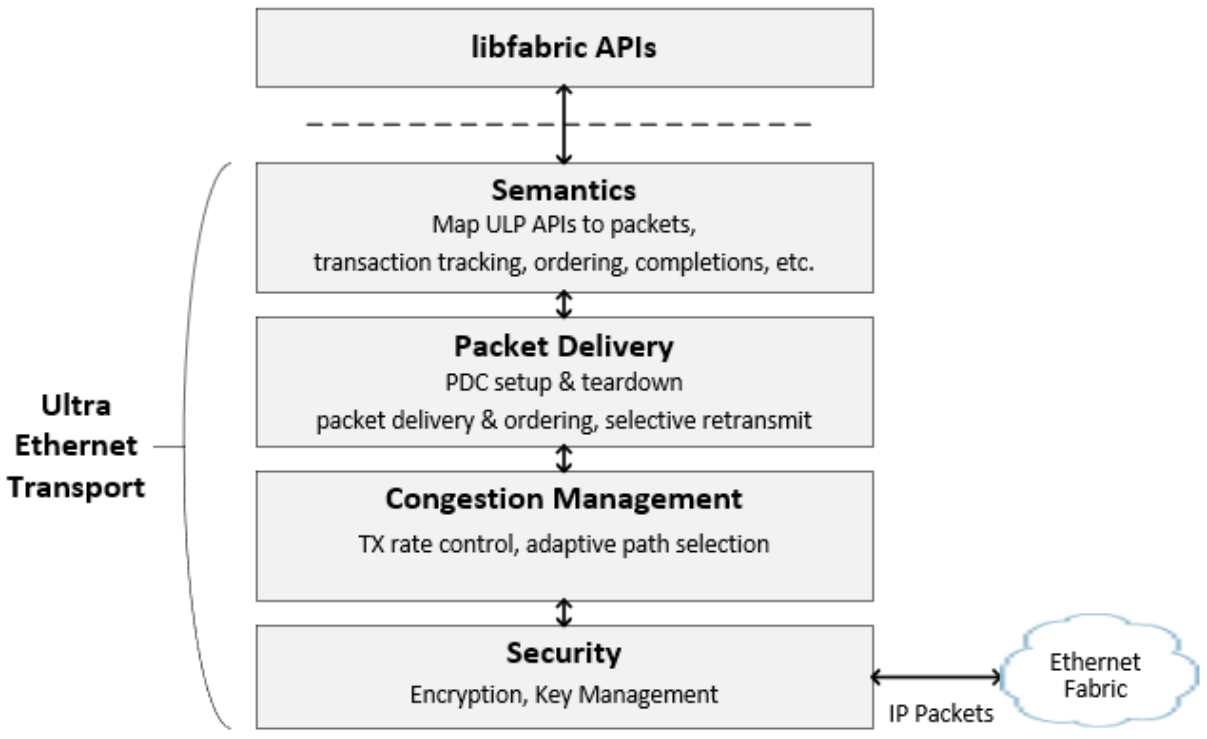 libfabric APIs
Semantics
Map ULP APIs to packets,
transaction tracking, ordering, completions, etc.
Packet Delivery
PDC setup & teardown
packet delivery & ordering, selective retransmit
Ultra
Ethernet
Transport
Congestion Management
TX rate control, adaptive path selection
Security
Encryption, Key Management
IP Packets
Ethernet
Fabric